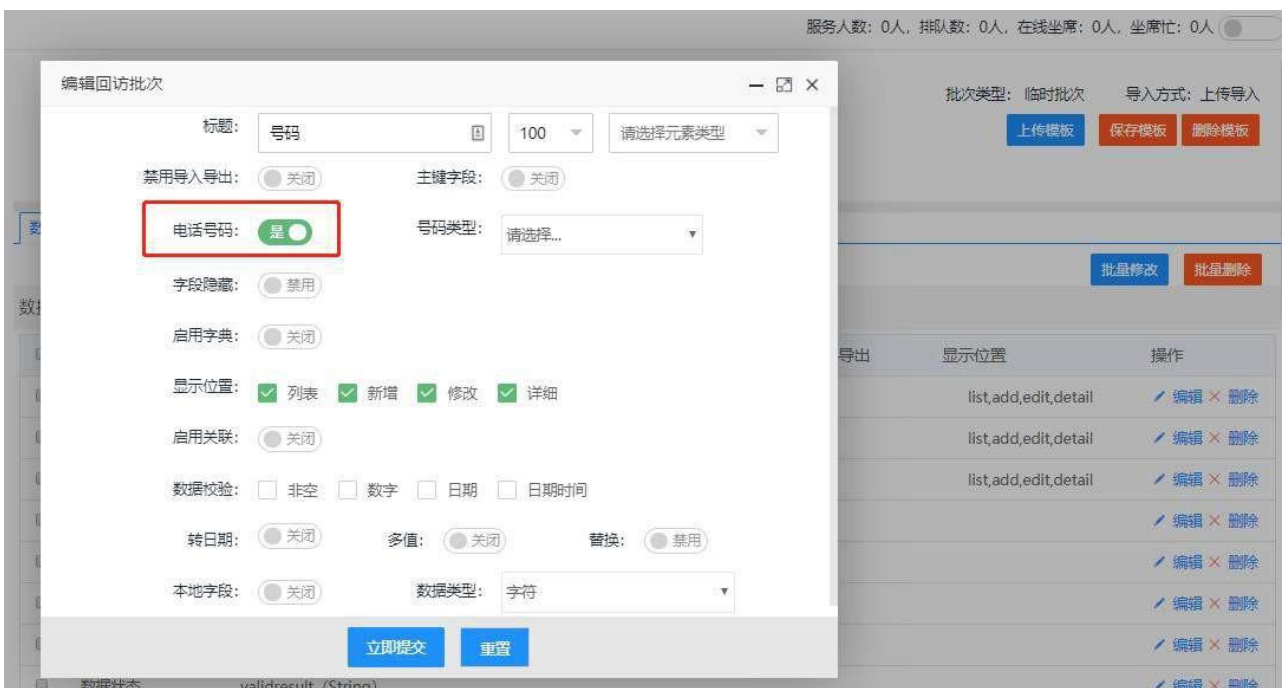 服务人数：0人，排队数：0人，在线坐席：0人，坐席忙：0人
编辑回访批次
批次类型： 临时批次 导入方式：上传导入
标题： 号码 100 请选择元素类型
上传模板 保存模板 删除模板
禁用导入导出： 关闭 主键字段： 关闭
电话号码： 是 号码类型： 请选择...
字段隐藏： 禁用
批量修改 批量删除
启用字典： 关闭
导出 显示位置 操作
显示位置： 列表 新增 修改 详细
list,add,edit,detail 编辑 删除
启用关联： 关闭
list,add,edit,detail 编辑 删除
数据校验： 非空 数字 日期 日期时间
list,add,edit,detail 编辑 删除
编辑 删除
转日期： 关闭 多值： 关闭 替换： 禁用
编辑 删除
本地字段： 关闭 数据类型： 字符
编辑 删除
立即提交 重置
编辑 删除
数据状态 validresult（String） 编辑 删除